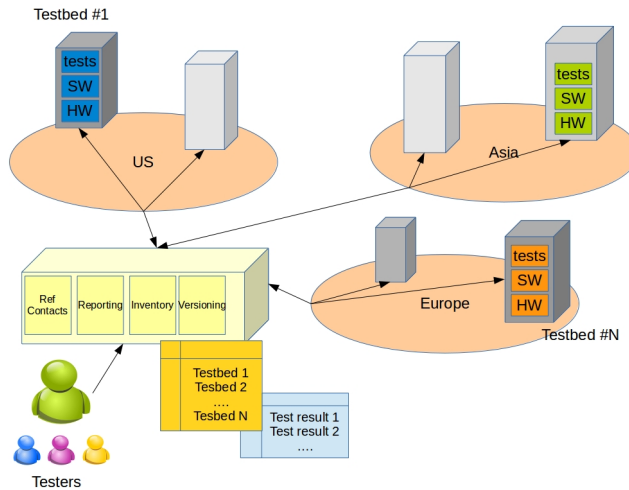 Testbed #1
tests
SW
HW
US
tests
SW
HW
Asia
tests
SW
HW
Europe
Testbed #N
Ref
Contacts
Reporting
Inventory
Versioning
Testbed 1
Tesbed 2
....
Tesbed N
Test result 1
Test result 2
....
Testers